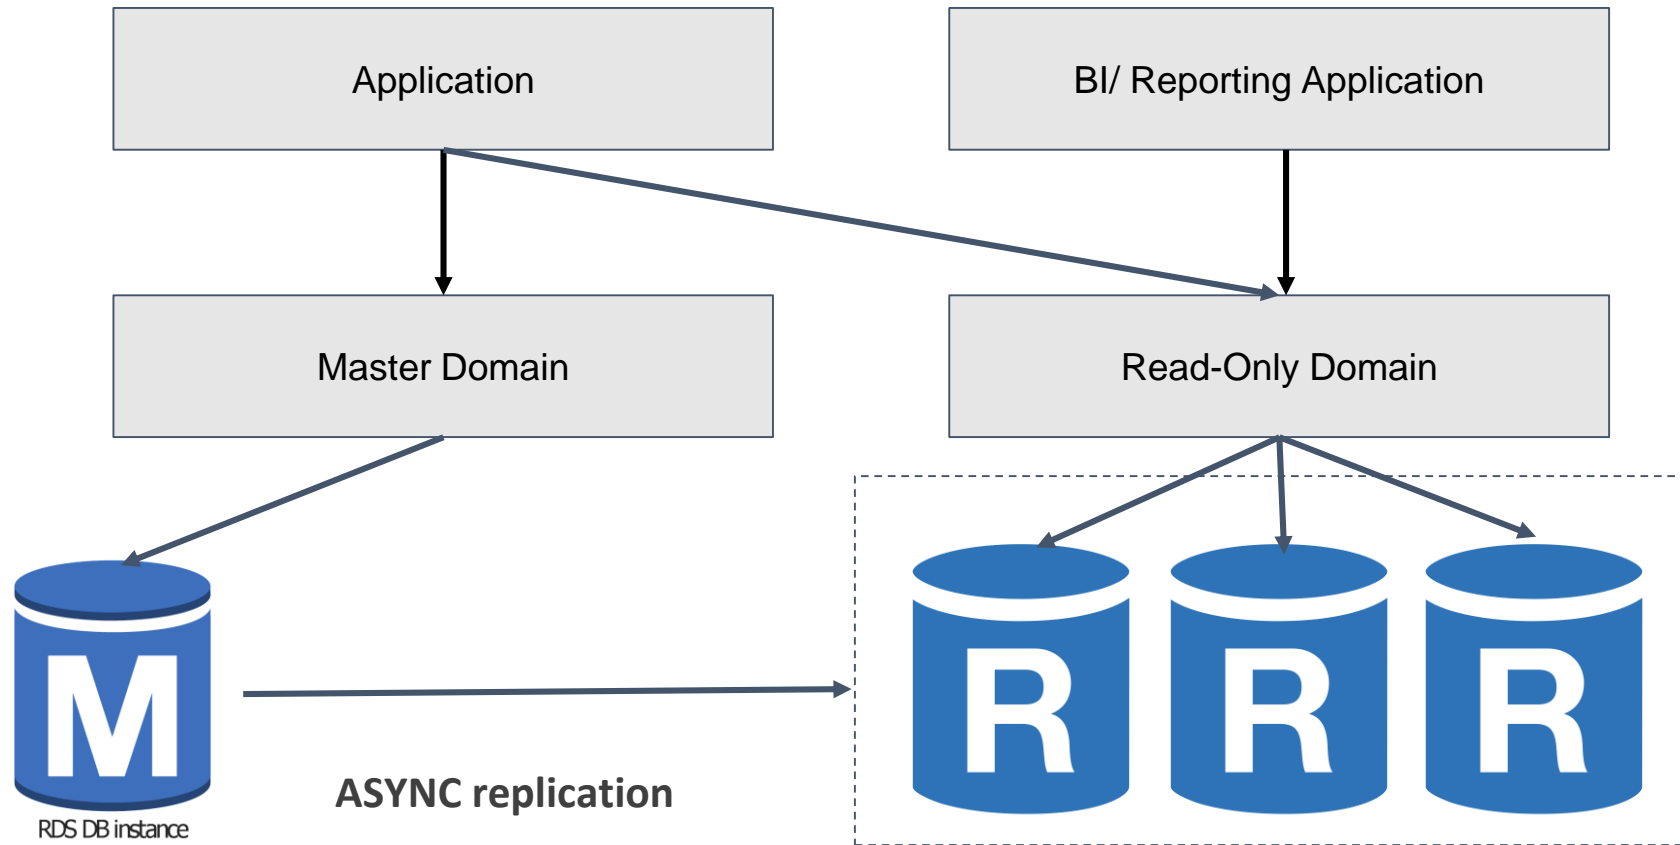 Application
BI/ Reporting Application
Master Domain
Read-Only Domain
M
R
R
R
ASYNC replication
RDS DB instance